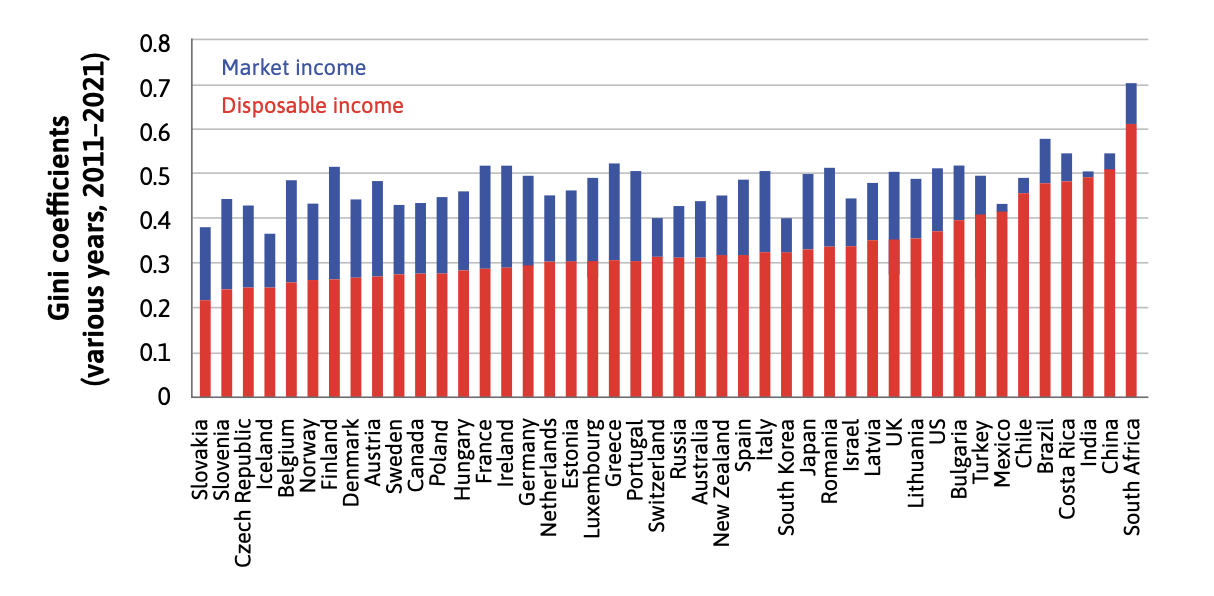 Gini coefficients
(various years, 2011–2021)
0.8
0.7
0.6
0.5
0.4
0.3
0.2
0.1
0
Market income
Disposable income
Slovakia
Slovenia
Czech Republic
Iceland
Belgium
Norway
Finland
Denmark
Austria
Sweden
Canada
Poland
Hungary
France
Ireland
Germany
Netherlands
Estonia
Luxembourg
Greece
Portugal
Switzerland
Russia
Australia
New Zealand
Spain
Italy
South Korea
Japan
Romania
Israel
Latvia
UK
Lithuania
US
Bulgaria
Turkey
Mexico
Chile
Brazil
Costa Rica
India
China
South Africa